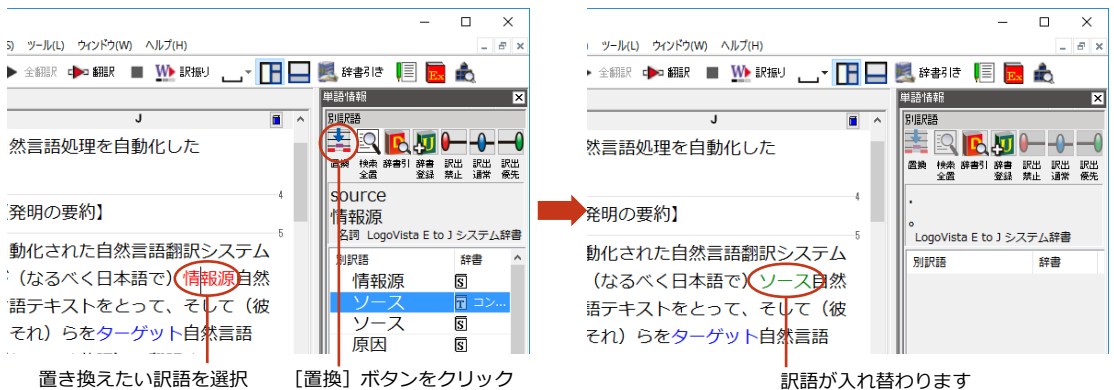 S) ツール(L) ウィンドウ(W) ヘルプ(H)
全翻訳 翻訳 訳振り 辞書引き Ex
J
然言語処理を自動化した
4
発明の要約】
5
動化された自然言語翻訳システム
（なるべく日本語で）情報源自然
語テキストをとって、そして（彼
それ）らをターゲット自然言語
単語情報
別訳語
置換 検索全置 辞書引 辞書登録 訳出禁止 訳出通常 訳出優先
source
情報源
名詞 LogoVista E to J システム辞書
別訳語 辞書
情報源 S
ソース T コン...
ソース S
原因 S
置き換えたい訳語を選択
［置換］ボタンをクリック
) ツール(L) ウィンドウ(W) ヘルプ(H)
全翻訳 翻訳 訳振り 辞書引き Ex
J
然言語処理を自動化した
4
発明の要約】
5
動化された自然言語翻訳システム
（なるべく日本語で）ソース自然
語テキストをとって、そして（彼
それ）らをターゲット自然言語
単語情報
別訳語
置換 検索全置 辞書引 辞書登録 訳出禁止 訳出通常 訳出優先
.
。
LogoVista E to J システム辞書
別訳語 辞書
訳語が入れ替わります